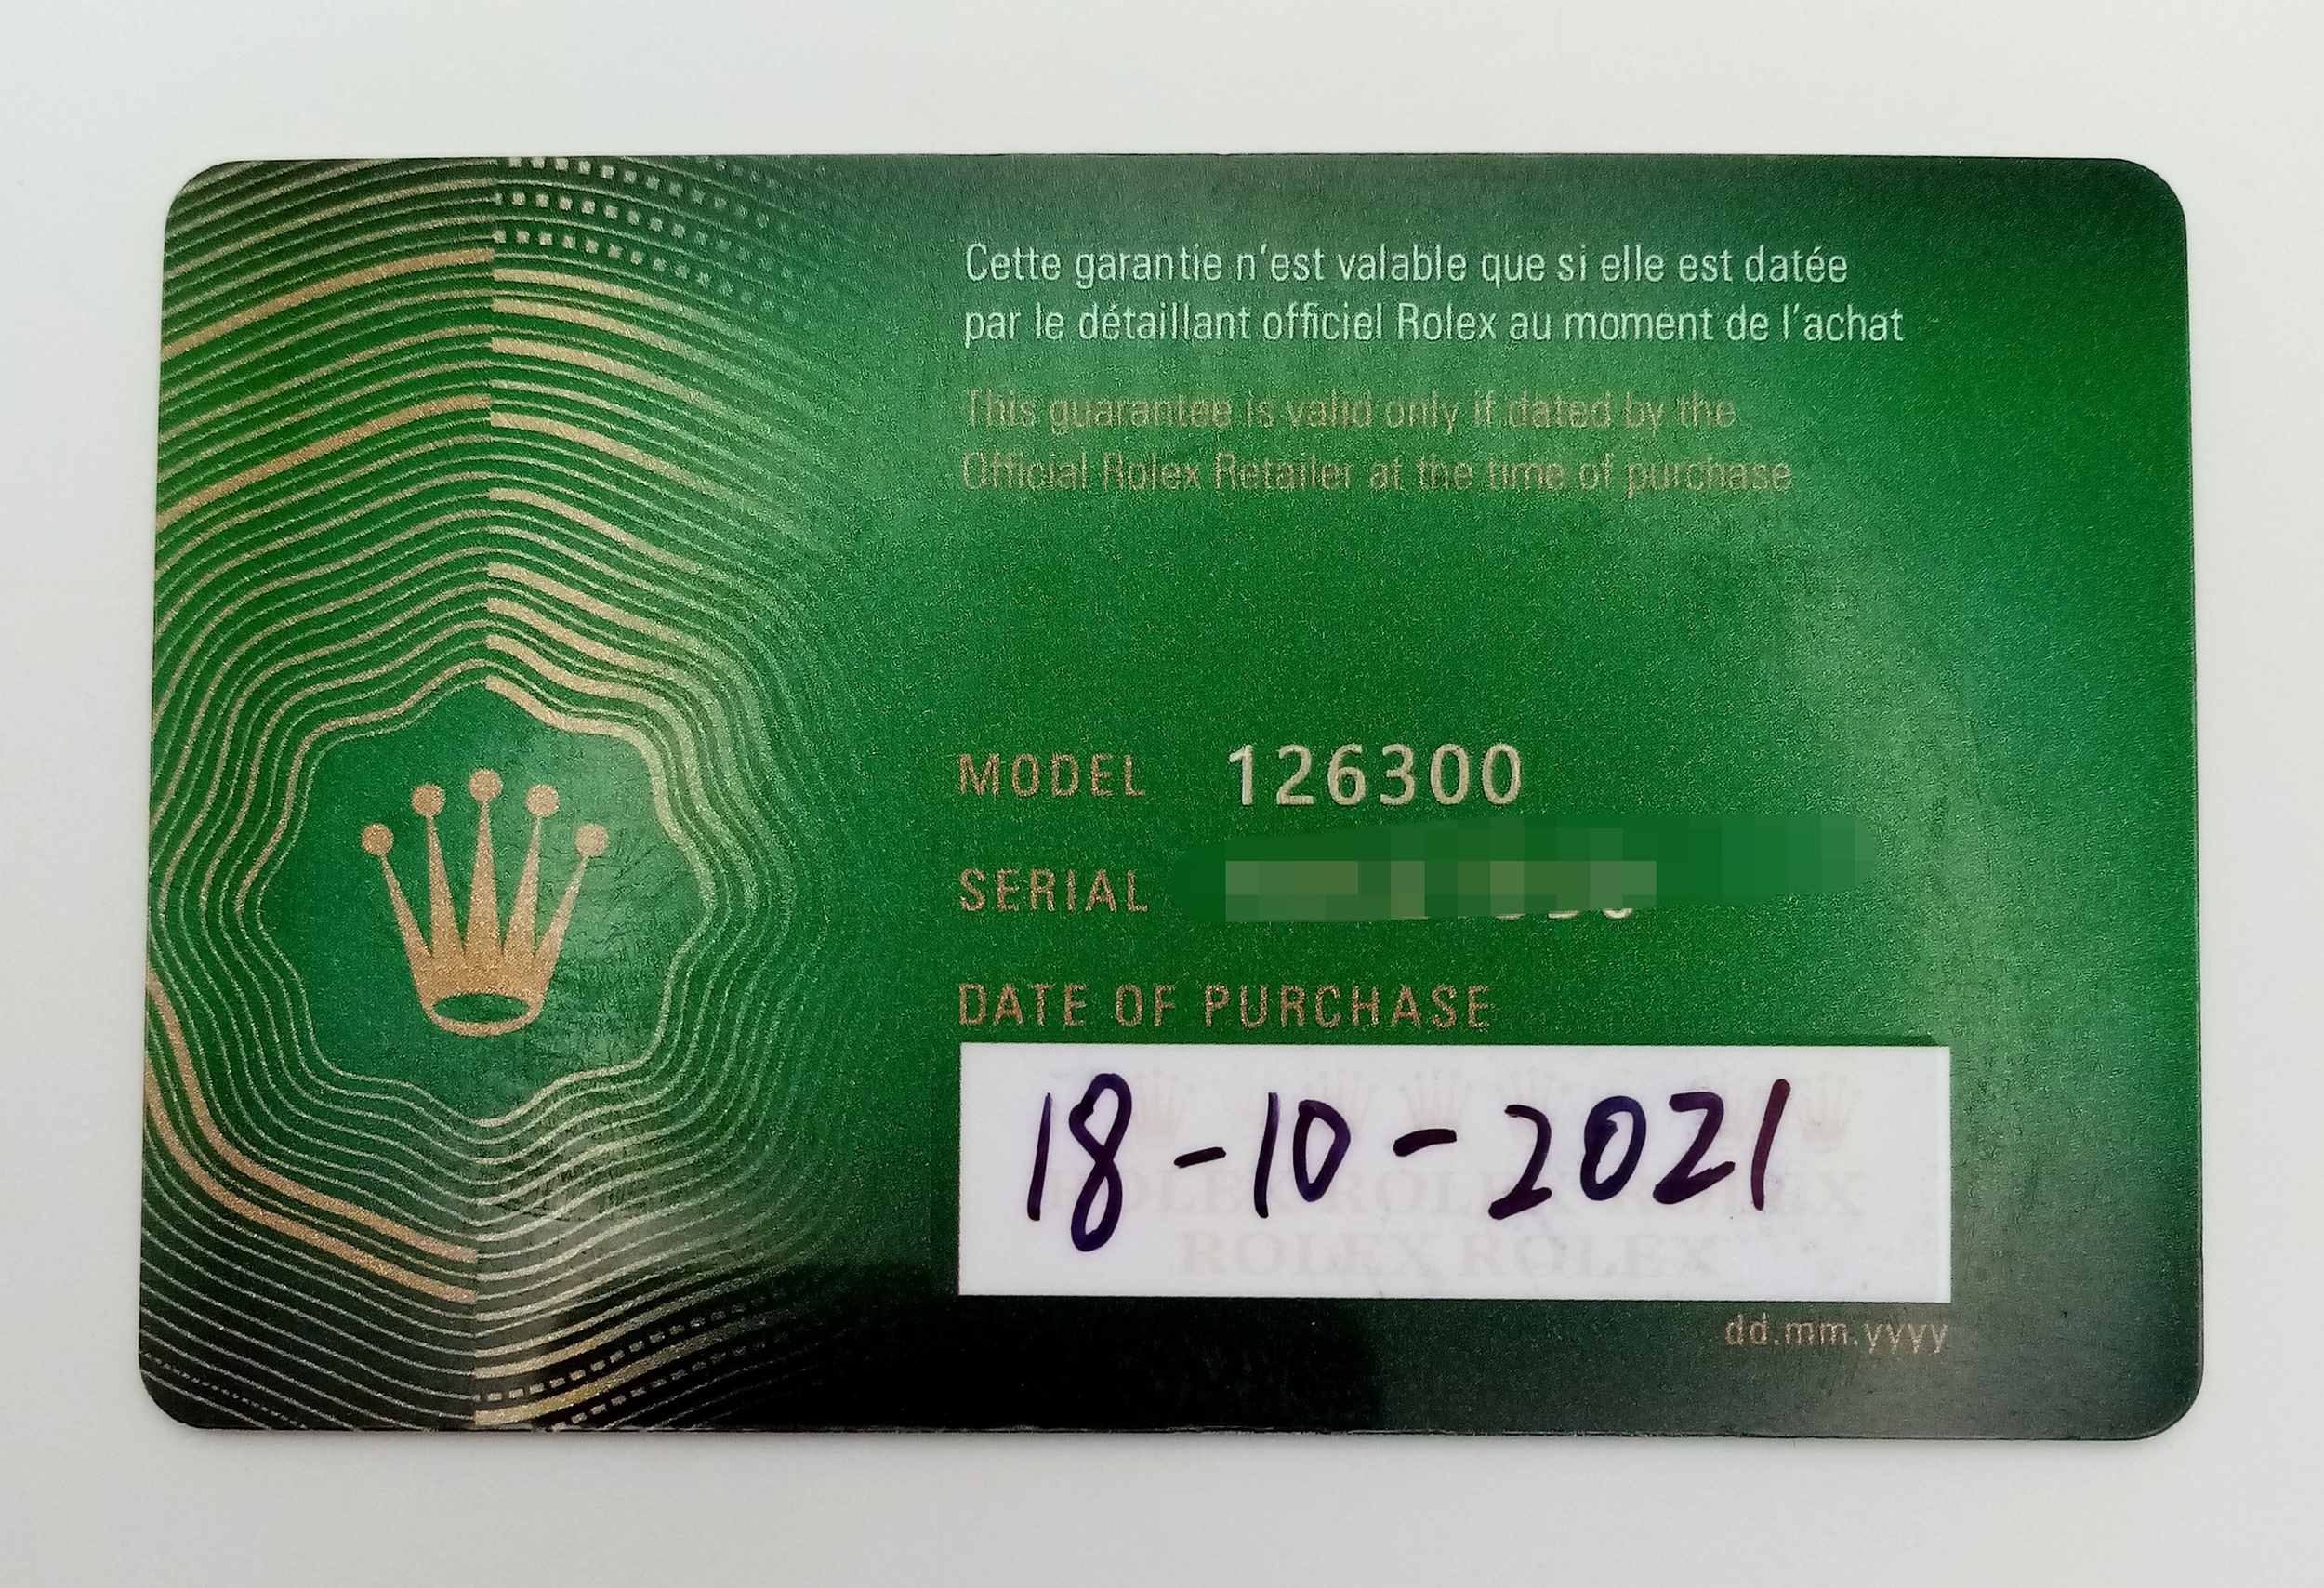 Cette garantie n'est valable que si elle est datée
par le détaillant officiel Rolex au moment de l'achat
This guarantee is valid only if dated by the
Official Rolex Retailer at the time of purchase
MODEL 126300
SERIAL
DATE OF PURCHASE
18-10-2021
ROLEX ROLEX
dd.mm.yyyy